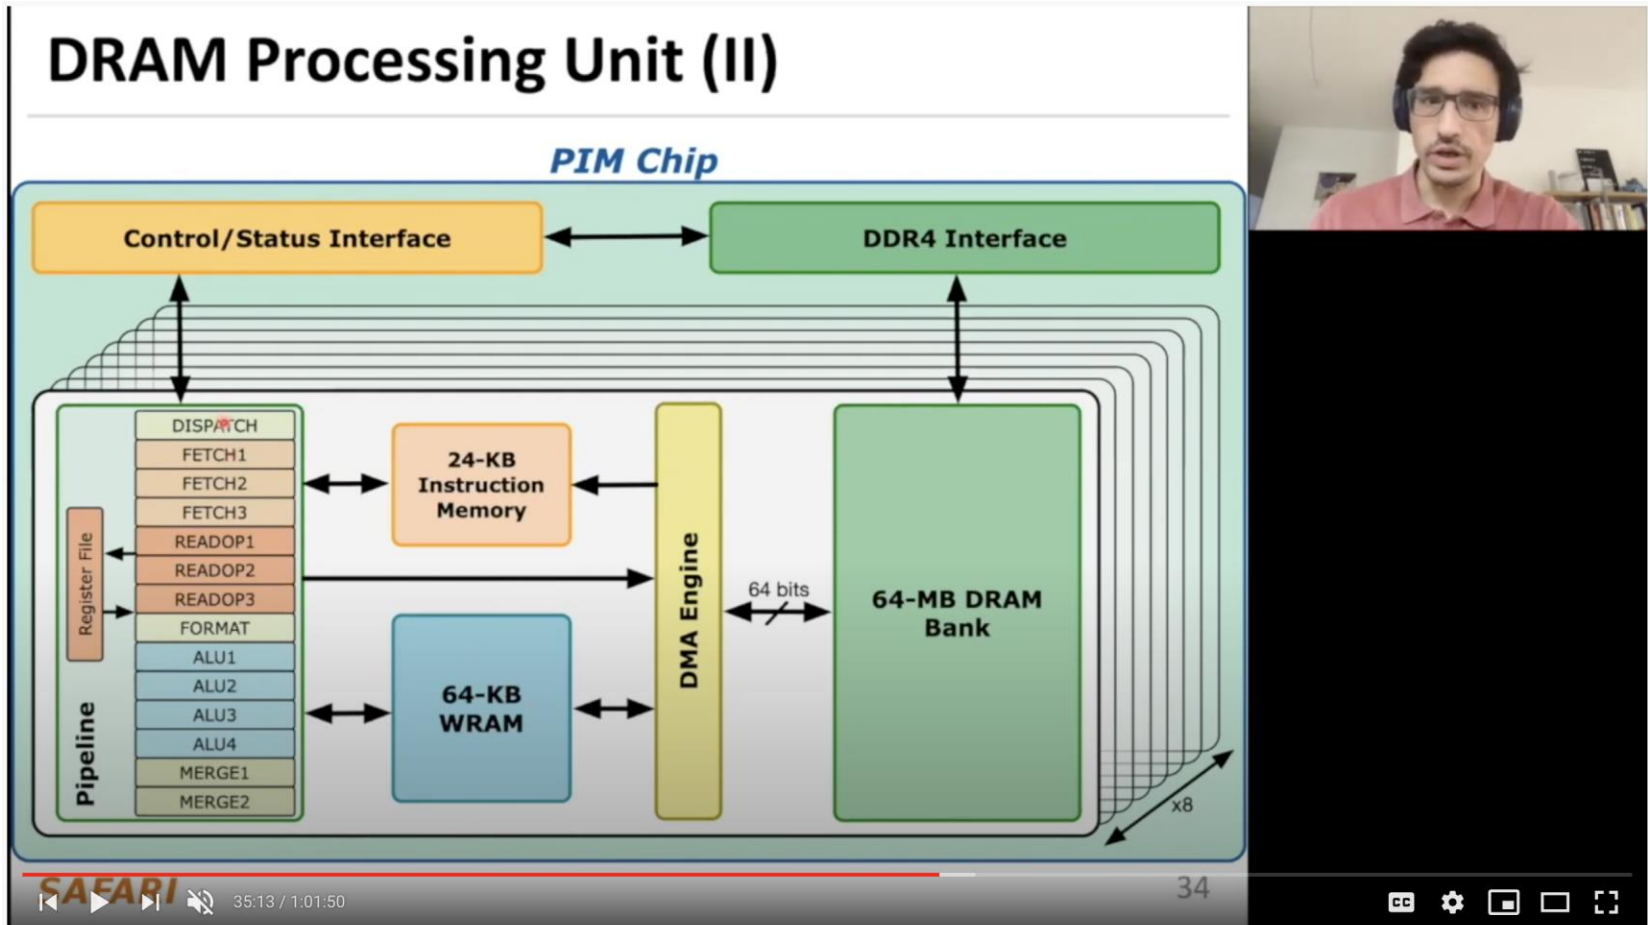 DRAM Processing Unit (II)
PIM Chip
Control/Status Interface
DDR4 Interface
DISPATCH
FETCH1
FETCH2
FETCH3
READOP1
READOP2
READOP3
FORMAT
ALU1
ALU2
ALU3
ALU4
MERGE1
MERGE2
Register File
Pipeline
24-KB
Instruction
Memory
64-KB
WRAM
DMA Engine
64 bits
64-MB DRAM
Bank
x8
SAFARI
34
35:13 / 1:01:50
CC